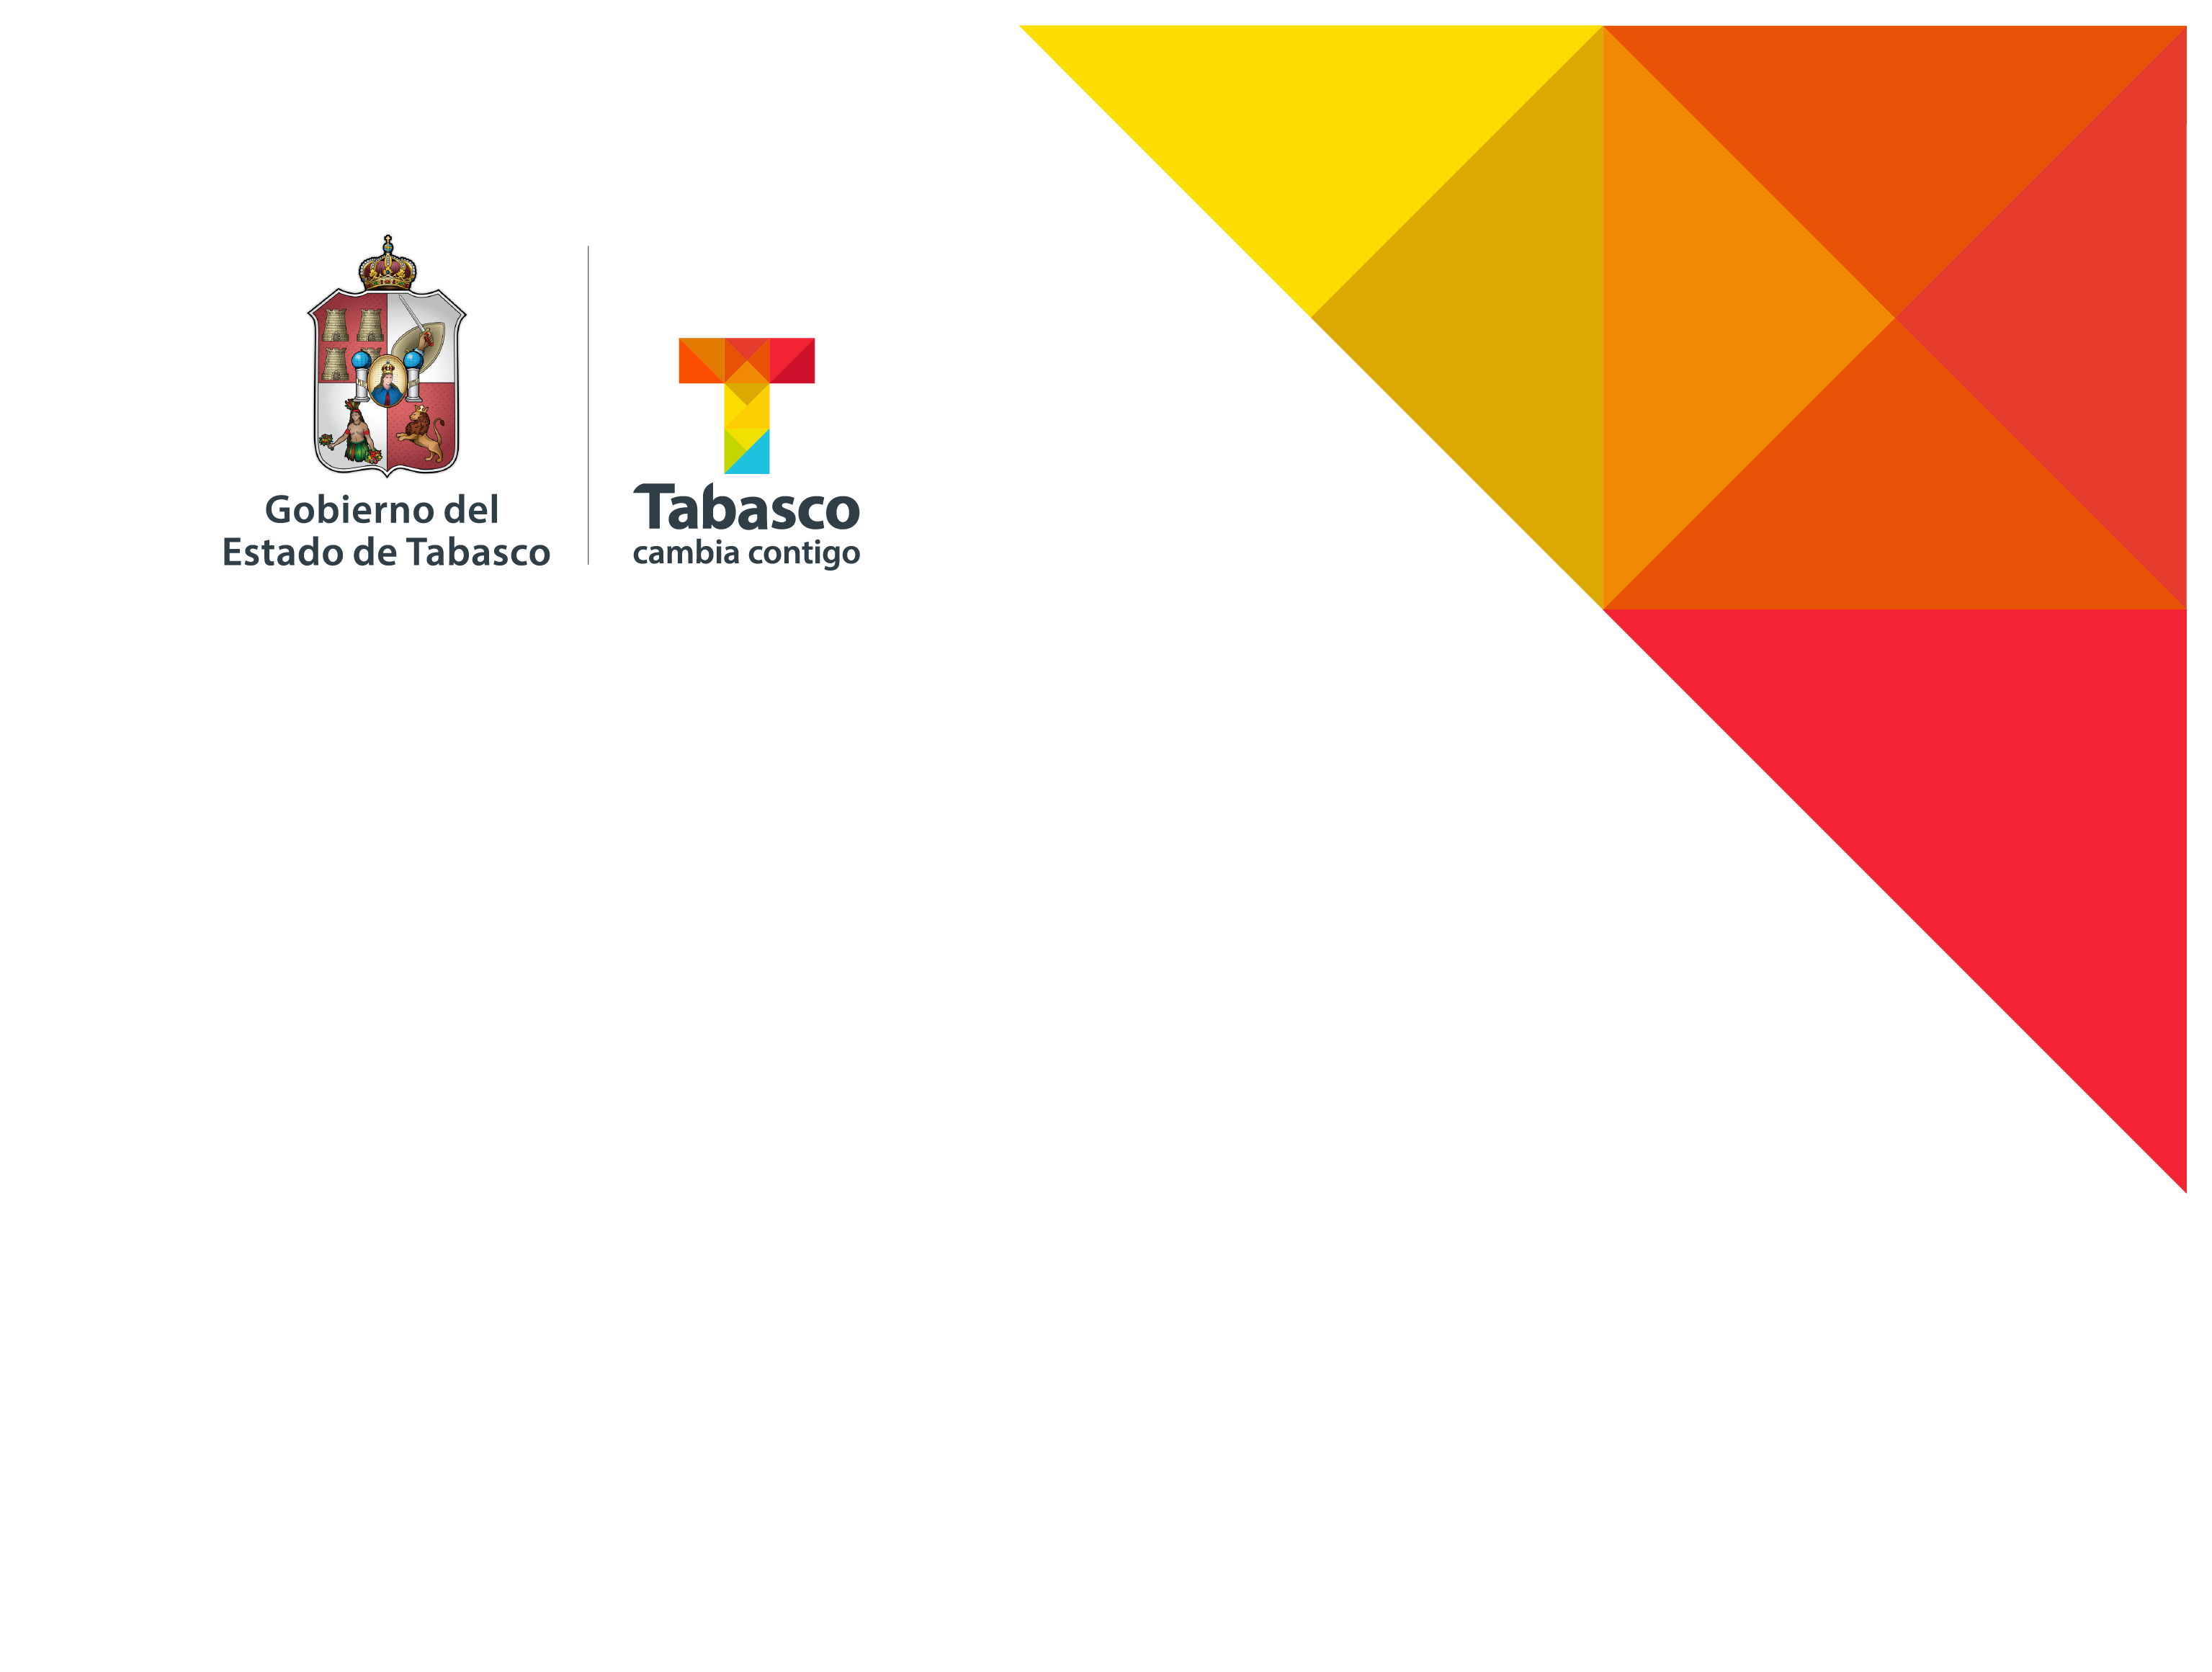 Gobierno del
Estado de Tabasco
Tabasco
cambia contigo